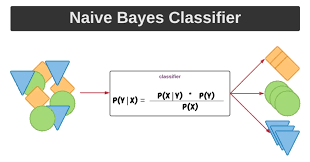 Naive Bayes Classifier
classifier
P(Y|X) = P(X|Y) * P(Y)
P(X)